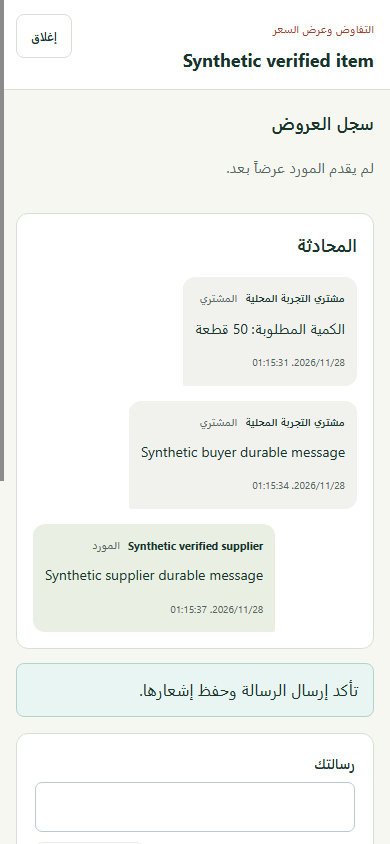 التفاوض وعرض السعر
Synthetic verified item
إغلاق
سجل العروض
لم يقدم المورد عرضاً بعد.
المحادثة
مشتري التجربة المحلية المشتري
الكمية المطلوبة: 50 قطعة
2026/11/28، 01:15:31
مشتري التجربة المحلية المشتري
Synthetic buyer durable message
2026/11/28، 01:15:34
Synthetic verified supplier المورد
Synthetic supplier durable message
2026/11/28، 01:15:37
تأكد إرسال الرسالة وحفظ إشعارها.
رسالتك